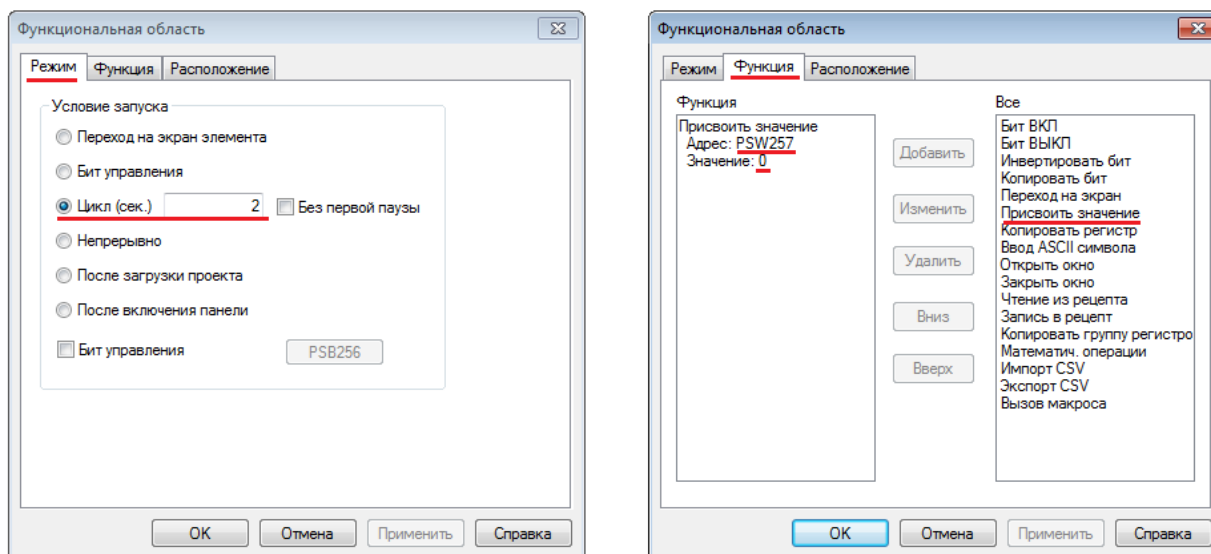 Функциональная область
Режим
Функция
Расположение
Условие запуска
Переход на экран элемента
Бит управления
Цикл (сек.)
2
Без первой паузы
Непрерывно
После загрузки проекта
После включения панели
Бит управления
PSB256
OK
Отмена
Применить
Справка
Функциональная область
Режим
Функция
Расположение
Функция
Присвоить значение
Адрес: PSW257
Значение: 0
Добавить
Изменить
Удалить
Вниз
Вверх
Все
Бит ВКЛ
Бит ВЫКЛ
Инвертировать бит
Копировать бит
Переход на экран
Присвоить значение
Копировать регистр
Ввод ASCII символа
Открыть окно
Закрыть окно
Чтение из рецепта
Запись в рецепт
Копировать группу регистро
Математич. операции
Импорт CSV
Экспорт CSV
Вызов макроса
OK
Отмена
Применить
Справка